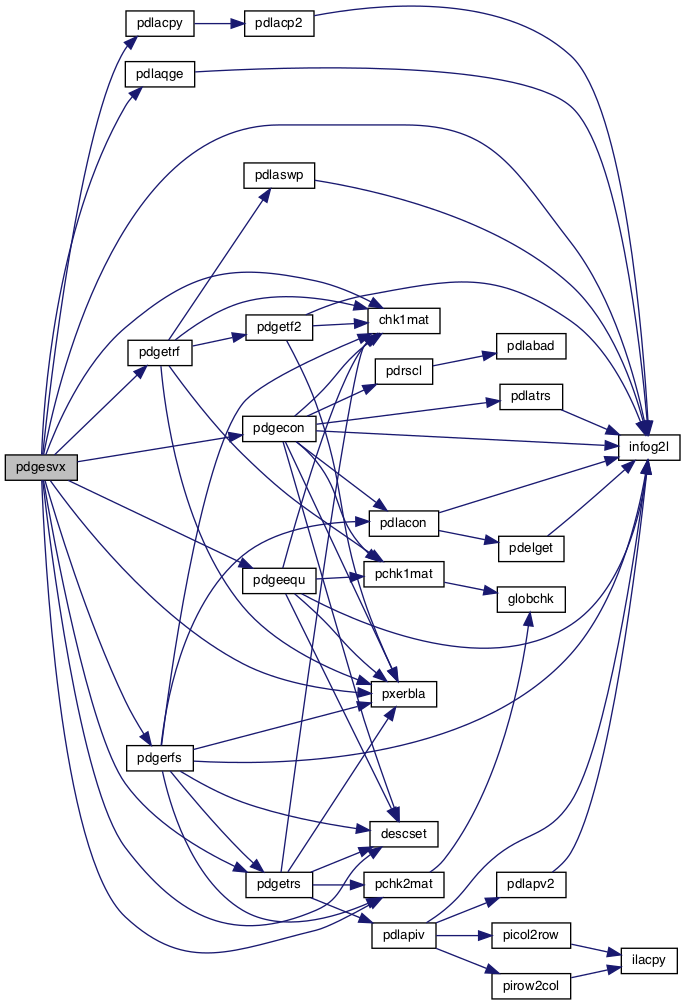 pdlacpy
pdlacp2
pdlaqge
pdlaswp
chk1mat
pdgetf2
pdgetrf
pdlabad
pdrscl
pdlatrs
pdgecon
infog2l
pdgesvx
pdlacon
pdelget
pchk1mat
pdgeequ
globchk
pxerbla
pdgerfs
descset
pdgetrs
pchk2mat
pdlapv2
pdlapiv
picol2row
ilacpy
pirow2col